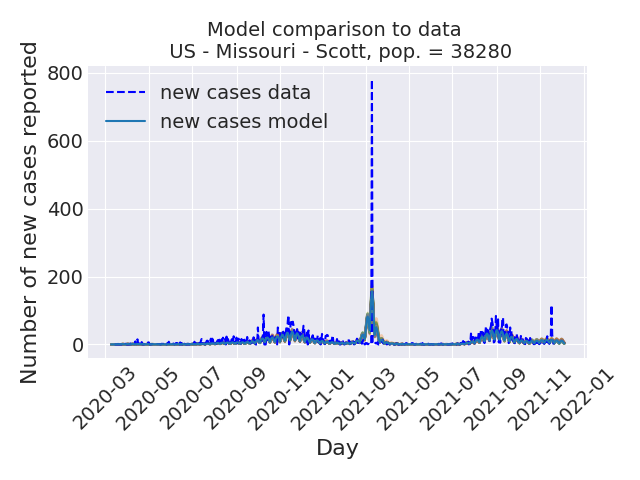 Model comparison to data
US - Missouri - Scott, pop. = 38280
Number of new cases reported
800
600
400
200
0
new cases data
new cases model
2020-03
2020-05
2020-07
2020-09
2020-11
2021-01
2021-03
2021-05
2021-07
2021-09
2021-11
2022-01
Day